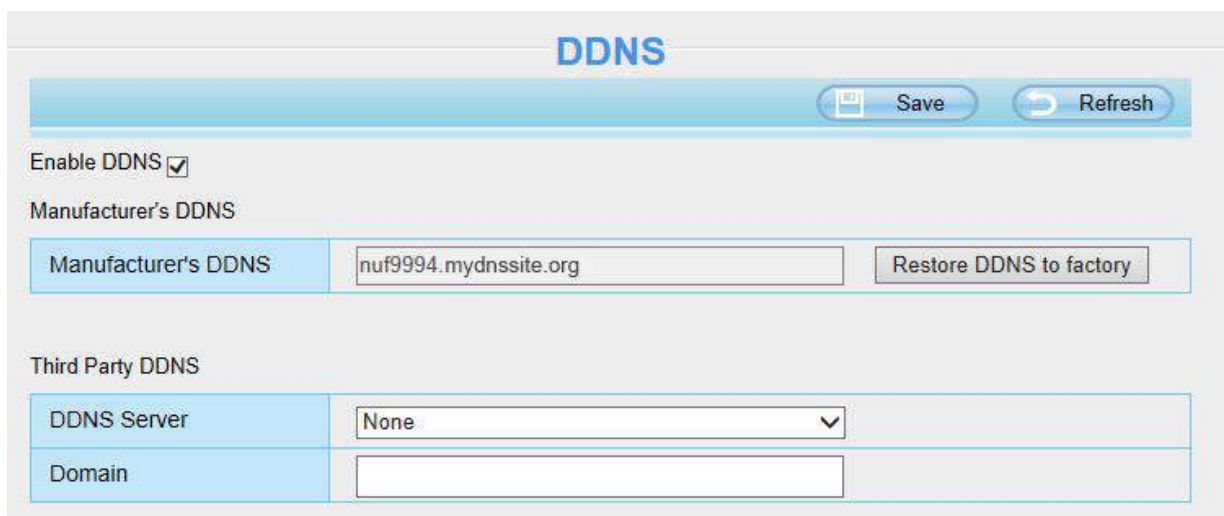 DDNS
Save Refresh
Enable DDNS
Manufacturer's DDNS
Manufacturer's DDNS nuf9994.mydnssite.org Restore DDNS to factory
Third Party DDNS
DDNS Server None
Domain